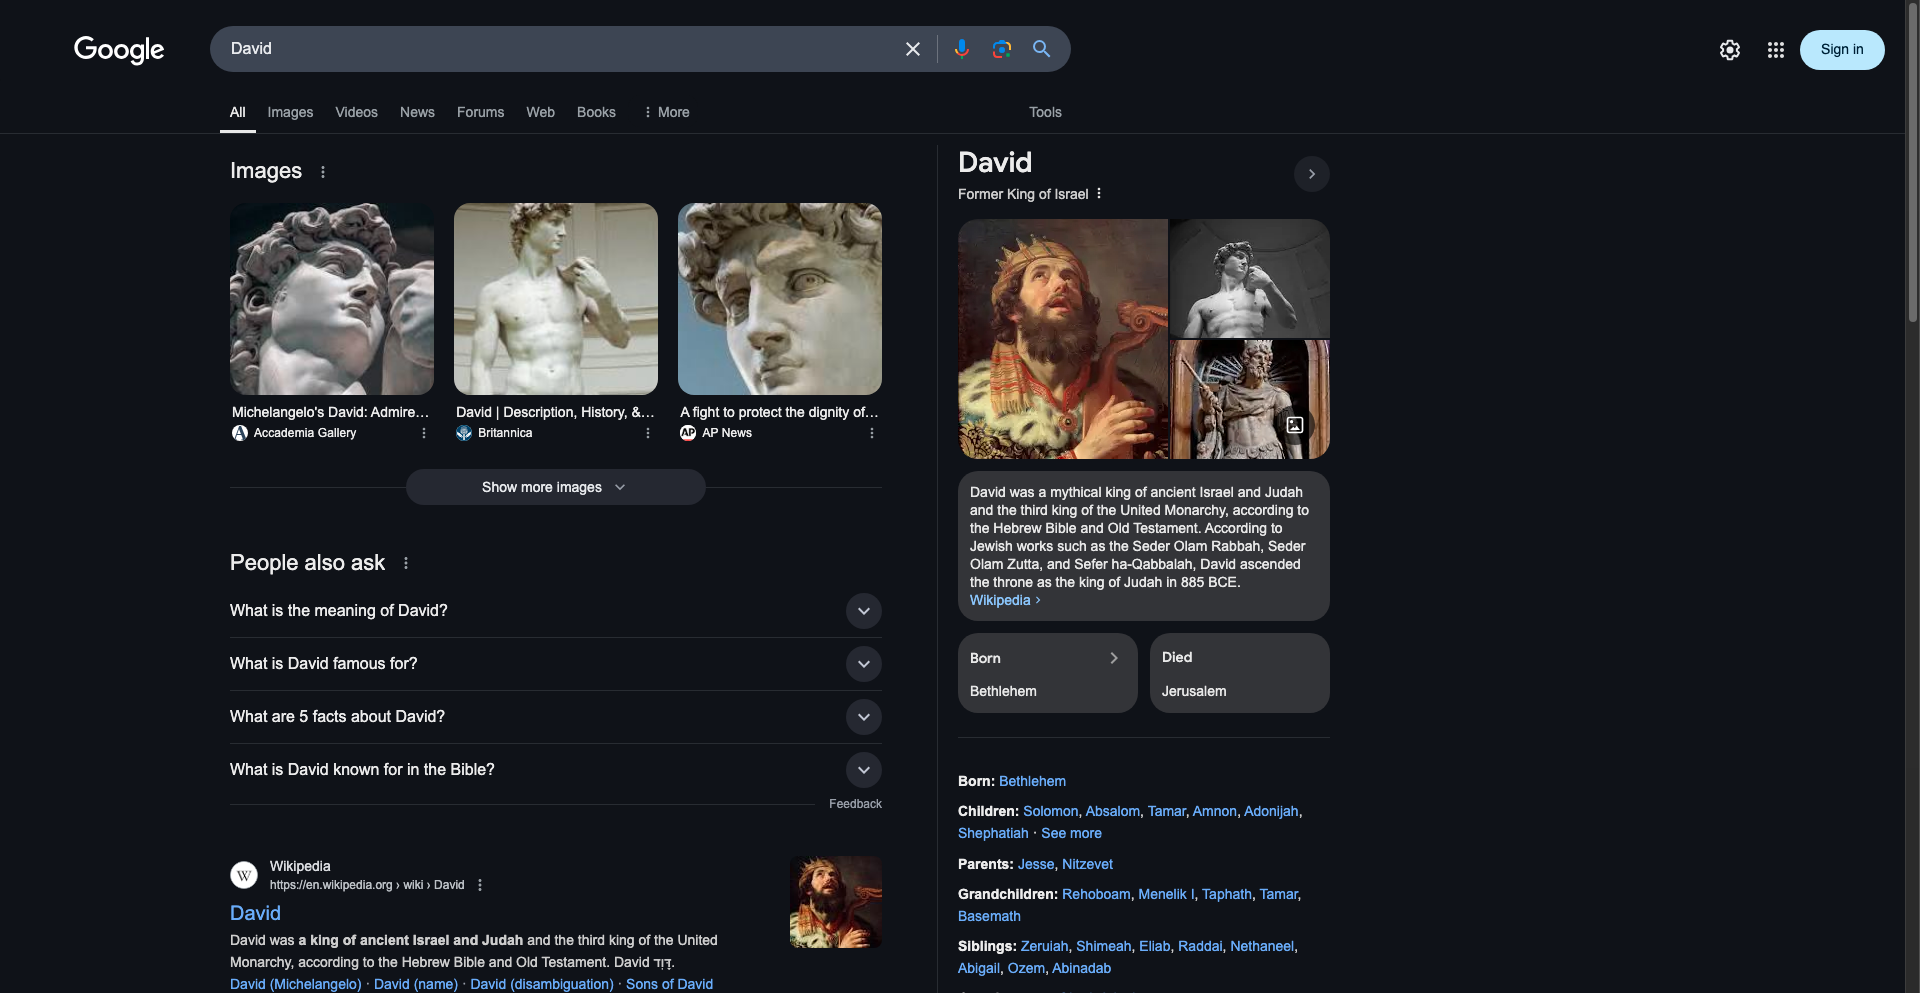 Google
David
Sign in
All
Images
Videos
News
Forums
Web
Books
More
Tools
Images
Michelangelo's David: Admire...
Accademia Gallery
David | Description, History, &...
Britannica
A fight to protect the dignity of...
AP
AP News
Show more images
People also ask
What is the meaning of David?
What is David famous for?
What are 5 facts about David?
What is David known for in the Bible?
Feedback
W
Wikipedia
https://en.wikipedia.org › wiki › David
David
David was a king of ancient Israel and Judah and the third king of the United
Monarchy, according to the Hebrew Bible and Old Testament. David דָּוִד.
David (Michelangelo) · David (name) · David (disambiguation) · Sons of David
David
Former King of Israel
David was a mythical king of ancient Israel and Judah
and the third king of the United Monarchy, according to
the Hebrew Bible and Old Testament. According to
Jewish works such as the Seder Olam Rabbah, Seder
Olam Zutta, and Sefer ha-Qabbalah, David ascended
the throne as the king of Judah in 885 BCE.
Wikipedia ›
Born
Bethlehem
Died
Jerusalem
Born: Bethlehem
Children: Solomon, Absalom, Tamar, Amnon, Adonijah,
Shephatiah · See more
Parents: Jesse, Nitzevet
Grandchildren: Rehoboam, Menelik I, Taphath, Tamar,
Basemath
Siblings: Zeruiah, Shimeah, Eliab, Raddai, Nethaneel,
Abigail, Ozem, Abinadab